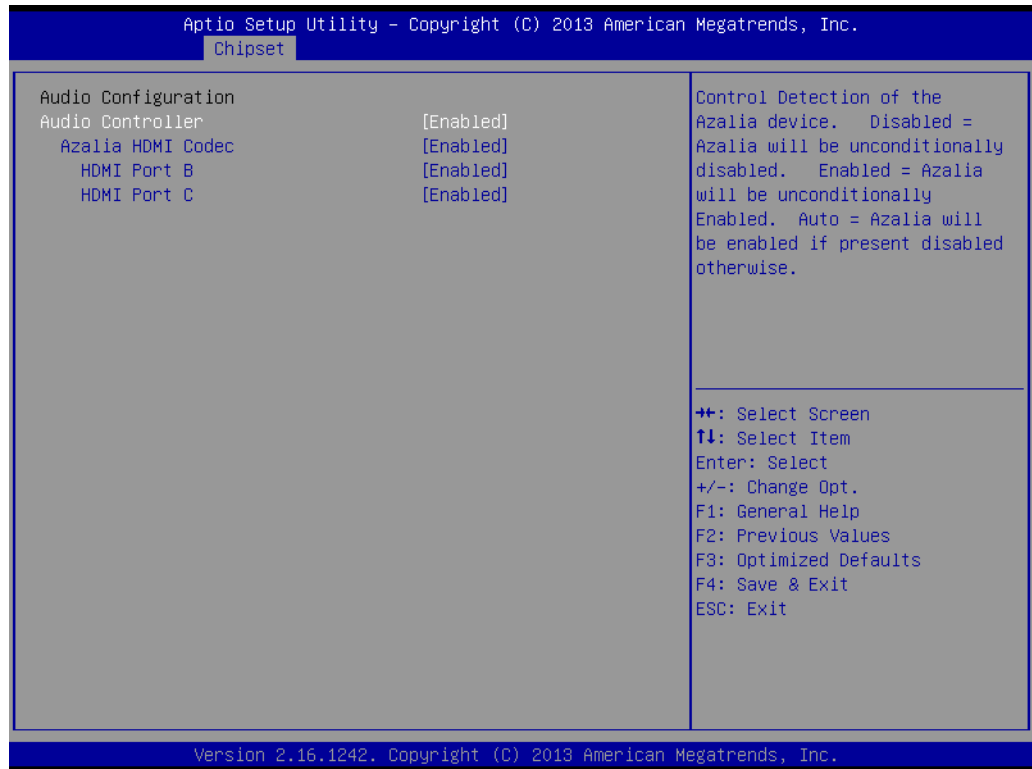 Aptio Setup Utility – Copyright (C) 2013 American Megatrends, Inc.
Chipset
Audio Configuration
Audio Controller [Enabled]
Azalia HDMI Codec [Enabled]
HDMI Port B [Enabled]
HDMI Port C [Enabled]
Control Detection of the
Azalia device. Disabled =
Azalia will be unconditionally
disabled. Enabled = Azalia
will be unconditionally
Enabled. Auto = Azalia will
be enabled if present disabled
otherwise.
→←: Select Screen
↑↓: Select Item
Enter: Select
+/-: Change Opt.
F1: General Help
F2: Previous Values
F3: Optimized Defaults
F4: Save & Exit
ESC: Exit
Version 2.16.1242. Copyright (C) 2013 American Megatrends, Inc.